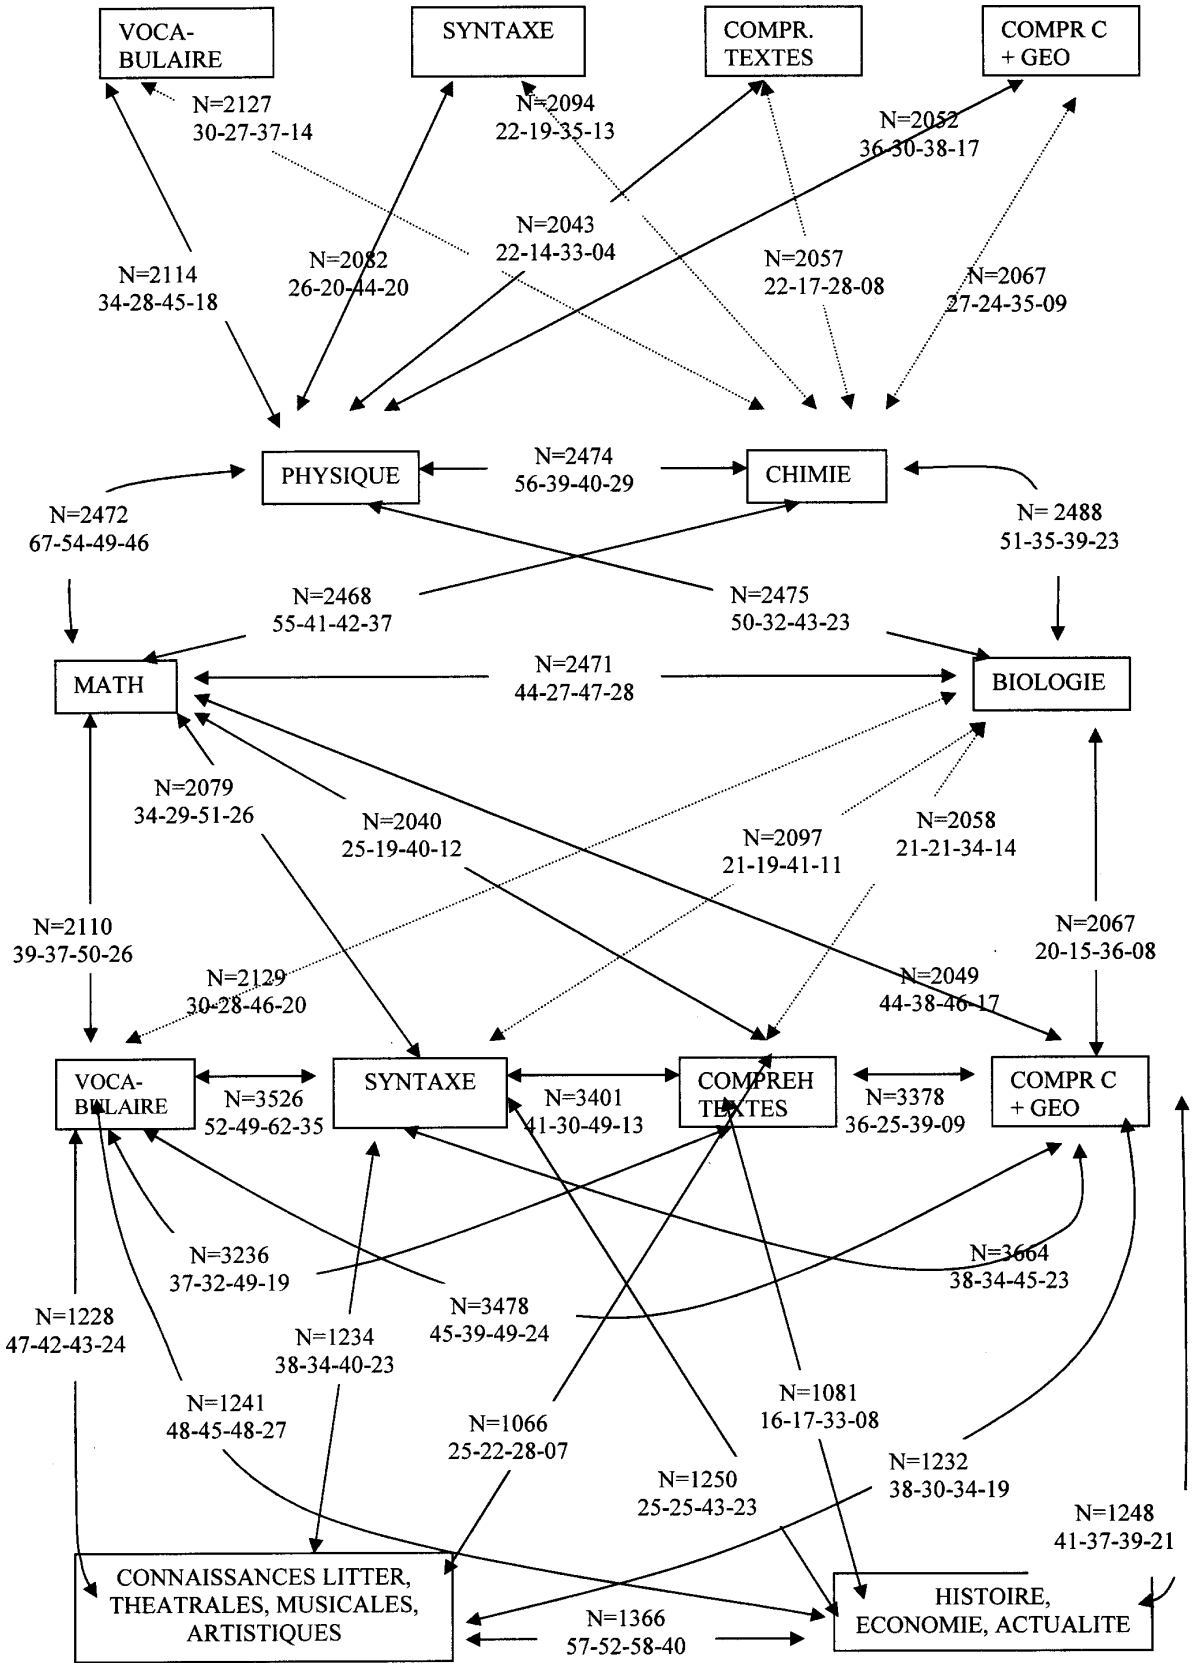 VOCA-
BULAIRE
SYNTAXE
COMPR.
TEXTES
COMPR C
+ GEO
N=2127
30-27-37-14
N=2094
22-19-35-13
N=2052
36-30-38-17
N=2043
22-14-33-04
N=2114
34-28-45-18
N=2082
26-20-44-20
N=2057
22-17-28-08
N=2067
27-24-35-09
PHYSIQUE
N=2474
56-39-40-29
CHIMIE
N=2472
67-54-49-46
N= 2488
51-35-39-23
N=2468
55-41-42-37
N=2475
50-32-43-23
MATH
N=2471
44-27-47-28
BIOLOGIE
N=2079
34-29-51-26
N=2040
25-19-40-12
N=2097
21-19-41-11
N=2058
21-21-34-14
N=2110
39-37-50-26
N=2129
30-28-46-20
N=2049
44-38-46-17
N=2067
20-15-36-08
VOCA-
BULAIRE
N=3526
52-49-62-35
SYNTAXE
N=3401
41-30-49-13
COMPREH
TEXTES
N=3378
36-25-39-09
COMPR C
+ GEO
N=3236
37-32-49-19
N=3664
38-34-45-23
N=1228
47-42-43-24
N=3478
45-39-49-24
N=1234
38-34-40-23
N=1241
48-45-48-27
N=1066
25-22-28-07
N=1081
16-17-33-08
N=1250
25-25-43-23
N=1232
38-30-34-19
N=1248
41-37-39-21
CONNAISSANCES LITTER,
THEATRALES, MUSICALES,
ARTISTIQUES
N=1366
57-52-58-40
HISTOIRE,
ECONOMIE, ACTUALITE